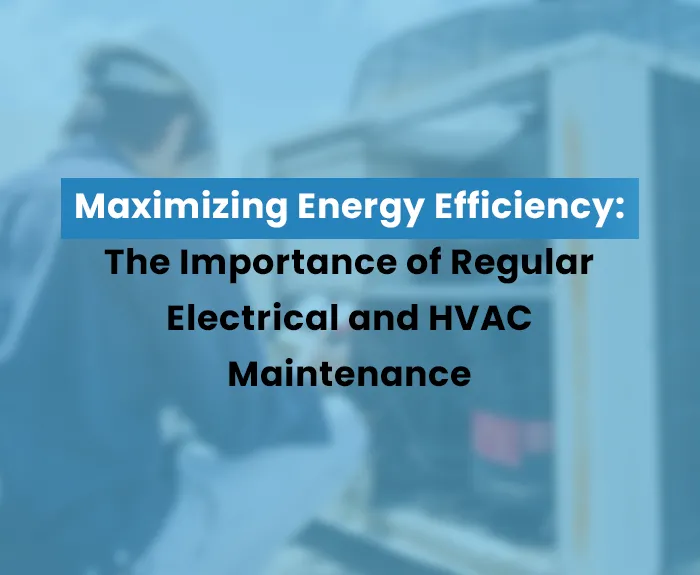 Maximizing Energy Efficiency:
The Importance of Regular
Electrical and HVAC
Maintenance